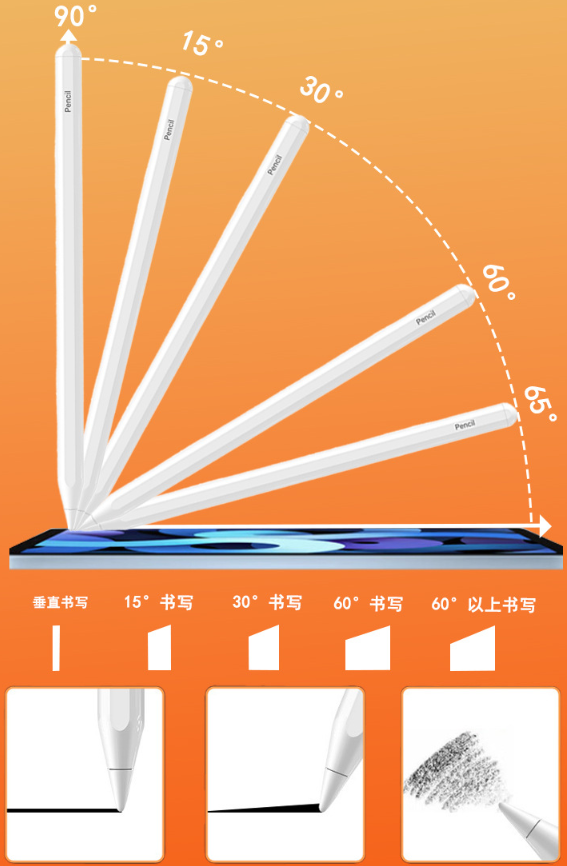 90°
15°
30°
60°
65°
Pencil
Pencil
Pencil
Pencil
Pencil
垂直书写
15° 书写
30° 书写
60° 书写
60° 以上书写